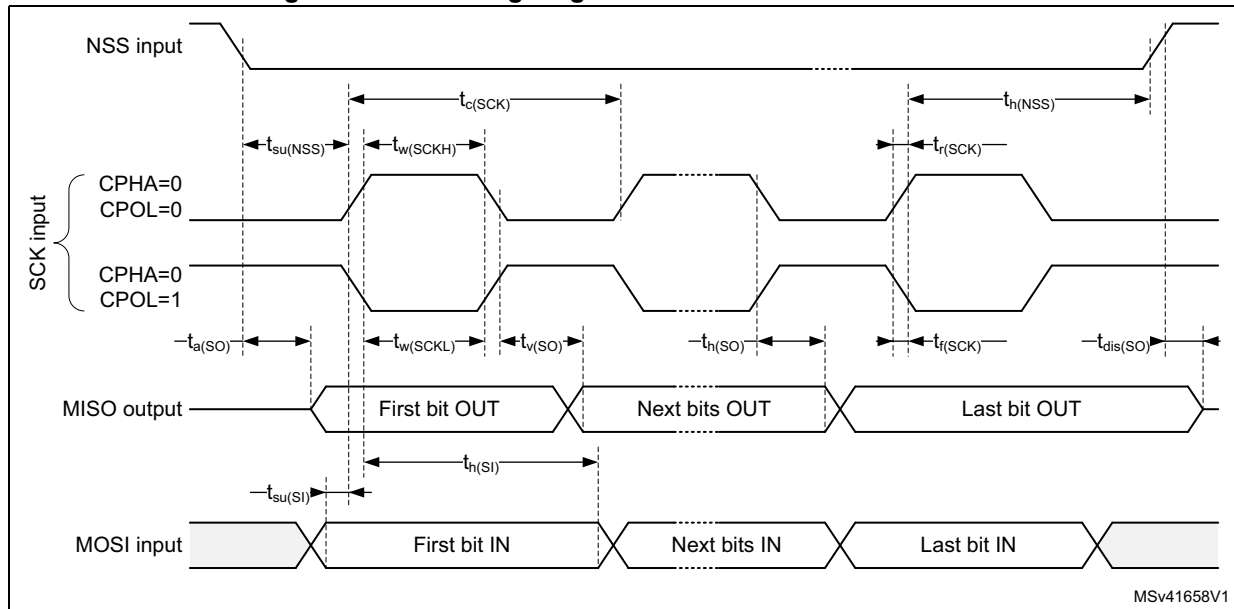 NSS input
tc(SCK)
th(NSS)
tsu(NSS)
tw(SCKH)
tr(SCK)
SCK input
CPHA=0
CPOL=0
CPHA=0
CPOL=1
ta(SO)
tw(SCKL)
tv(SO)
th(SO)
tf(SCK)
tdis(SO)
MISO output
First bit OUT
Next bits OUT
Last bit OUT
th(SI)
tsu(SI)
MOSI input
First bit IN
Next bits IN
Last bit IN
MSv41658V1